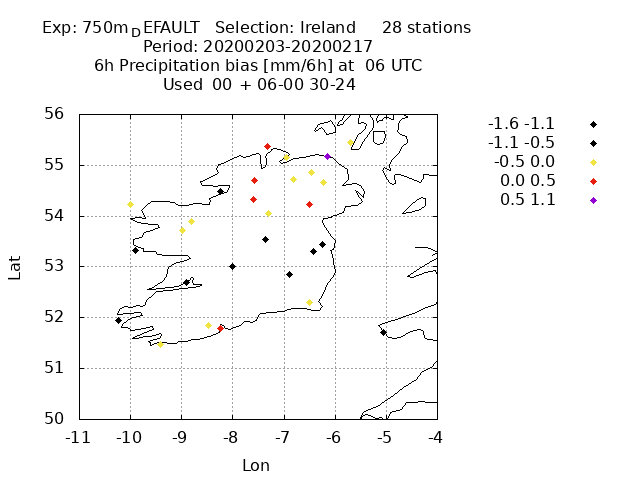 Exp: 750m_DEFAULT Selection: Ireland 28 stations
Period: 20200203-20200217
6h Precipitation bias [mm/6h] at 06 UTC
Used 00 + 06-00 30-24
-1.6 -1.1
-1.1 -0.5
-0.5 0.0
0.0 0.5
0.5 1.1
56
55
54
53
52
51
50
Lat
-11 -10 -9 -8 -7 -6 -5 -4
Lon